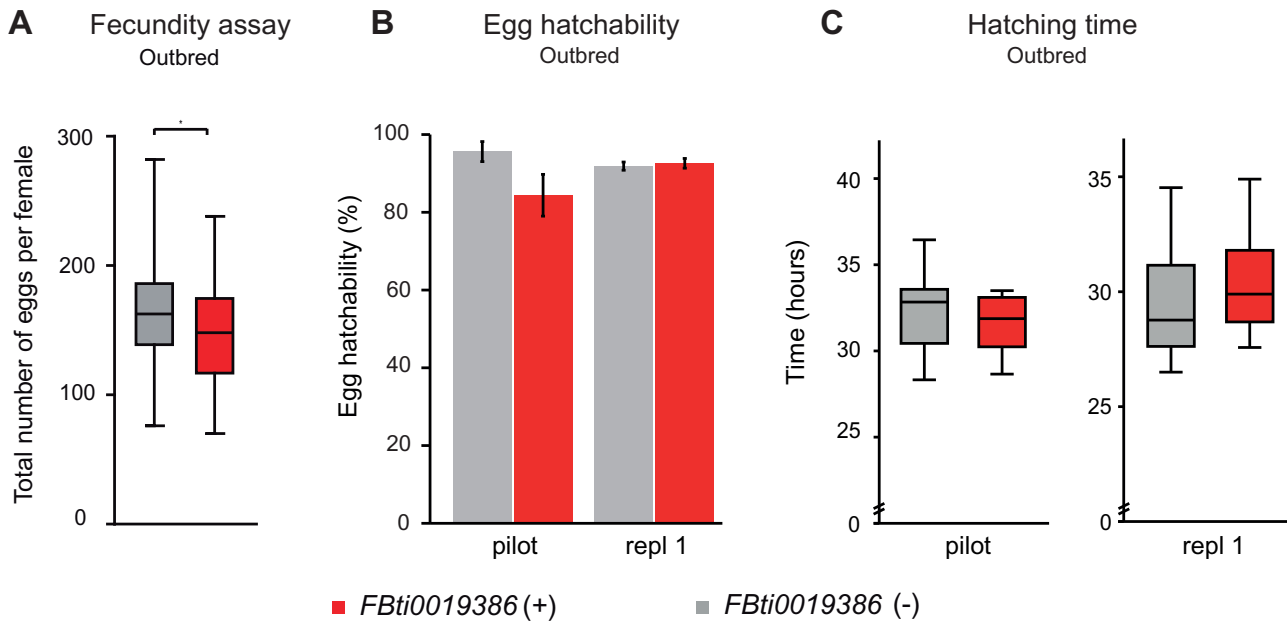 A Fecundity assay
Outbred
B Egg hatchability
Outbred
C Hatching time
Outbred
Total number of eggs per female
300
200
100
0
*
Egg hatchability (%)
100
80
60
40
20
0
pilot
repl 1
Time (hours)
40
35
30
25
0
pilot
35
30
25
0
repl 1
FBti0019386 (+)
FBti0019386 (-)